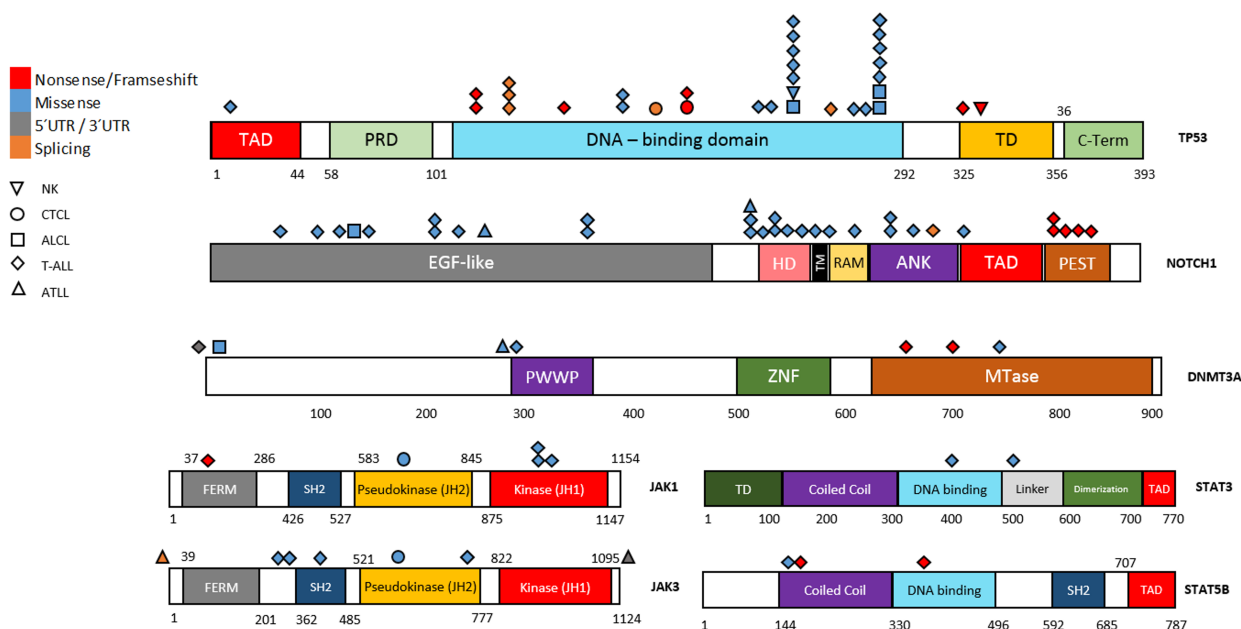 Nonsense/Framseshift
Missense
5´UTR / 3´UTR
Splicing
NK
CTCL
ALCL
T-ALL
ATLL
36
TAD PRD DNA – binding domain TD C-Term TP53
1 44 58 101 292 325 356 393
EGF-like HD TM RAM ANK TAD PEST NOTCH1
PWWP ZNF MTase DNMT3A
100 200 300 400 500 600 700 800 900
37 286 583 845 1154
FERM SH2 Pseudokinase (JH2) Kinase (JH1) JAK1
1 426 527 875 1147
TD Coiled Coil DNA binding Linker Dimerization TAD STAT3
1 100 200 300 400 500 600 700 770
39 521 822 1095
FERM SH2 Pseudokinase (JH2) Kinase (JH1) JAK3
1 201 362 485 777 1124
707
Coiled Coil DNA binding SH2 TAD STAT5B
1 144 330 496 592 685 787